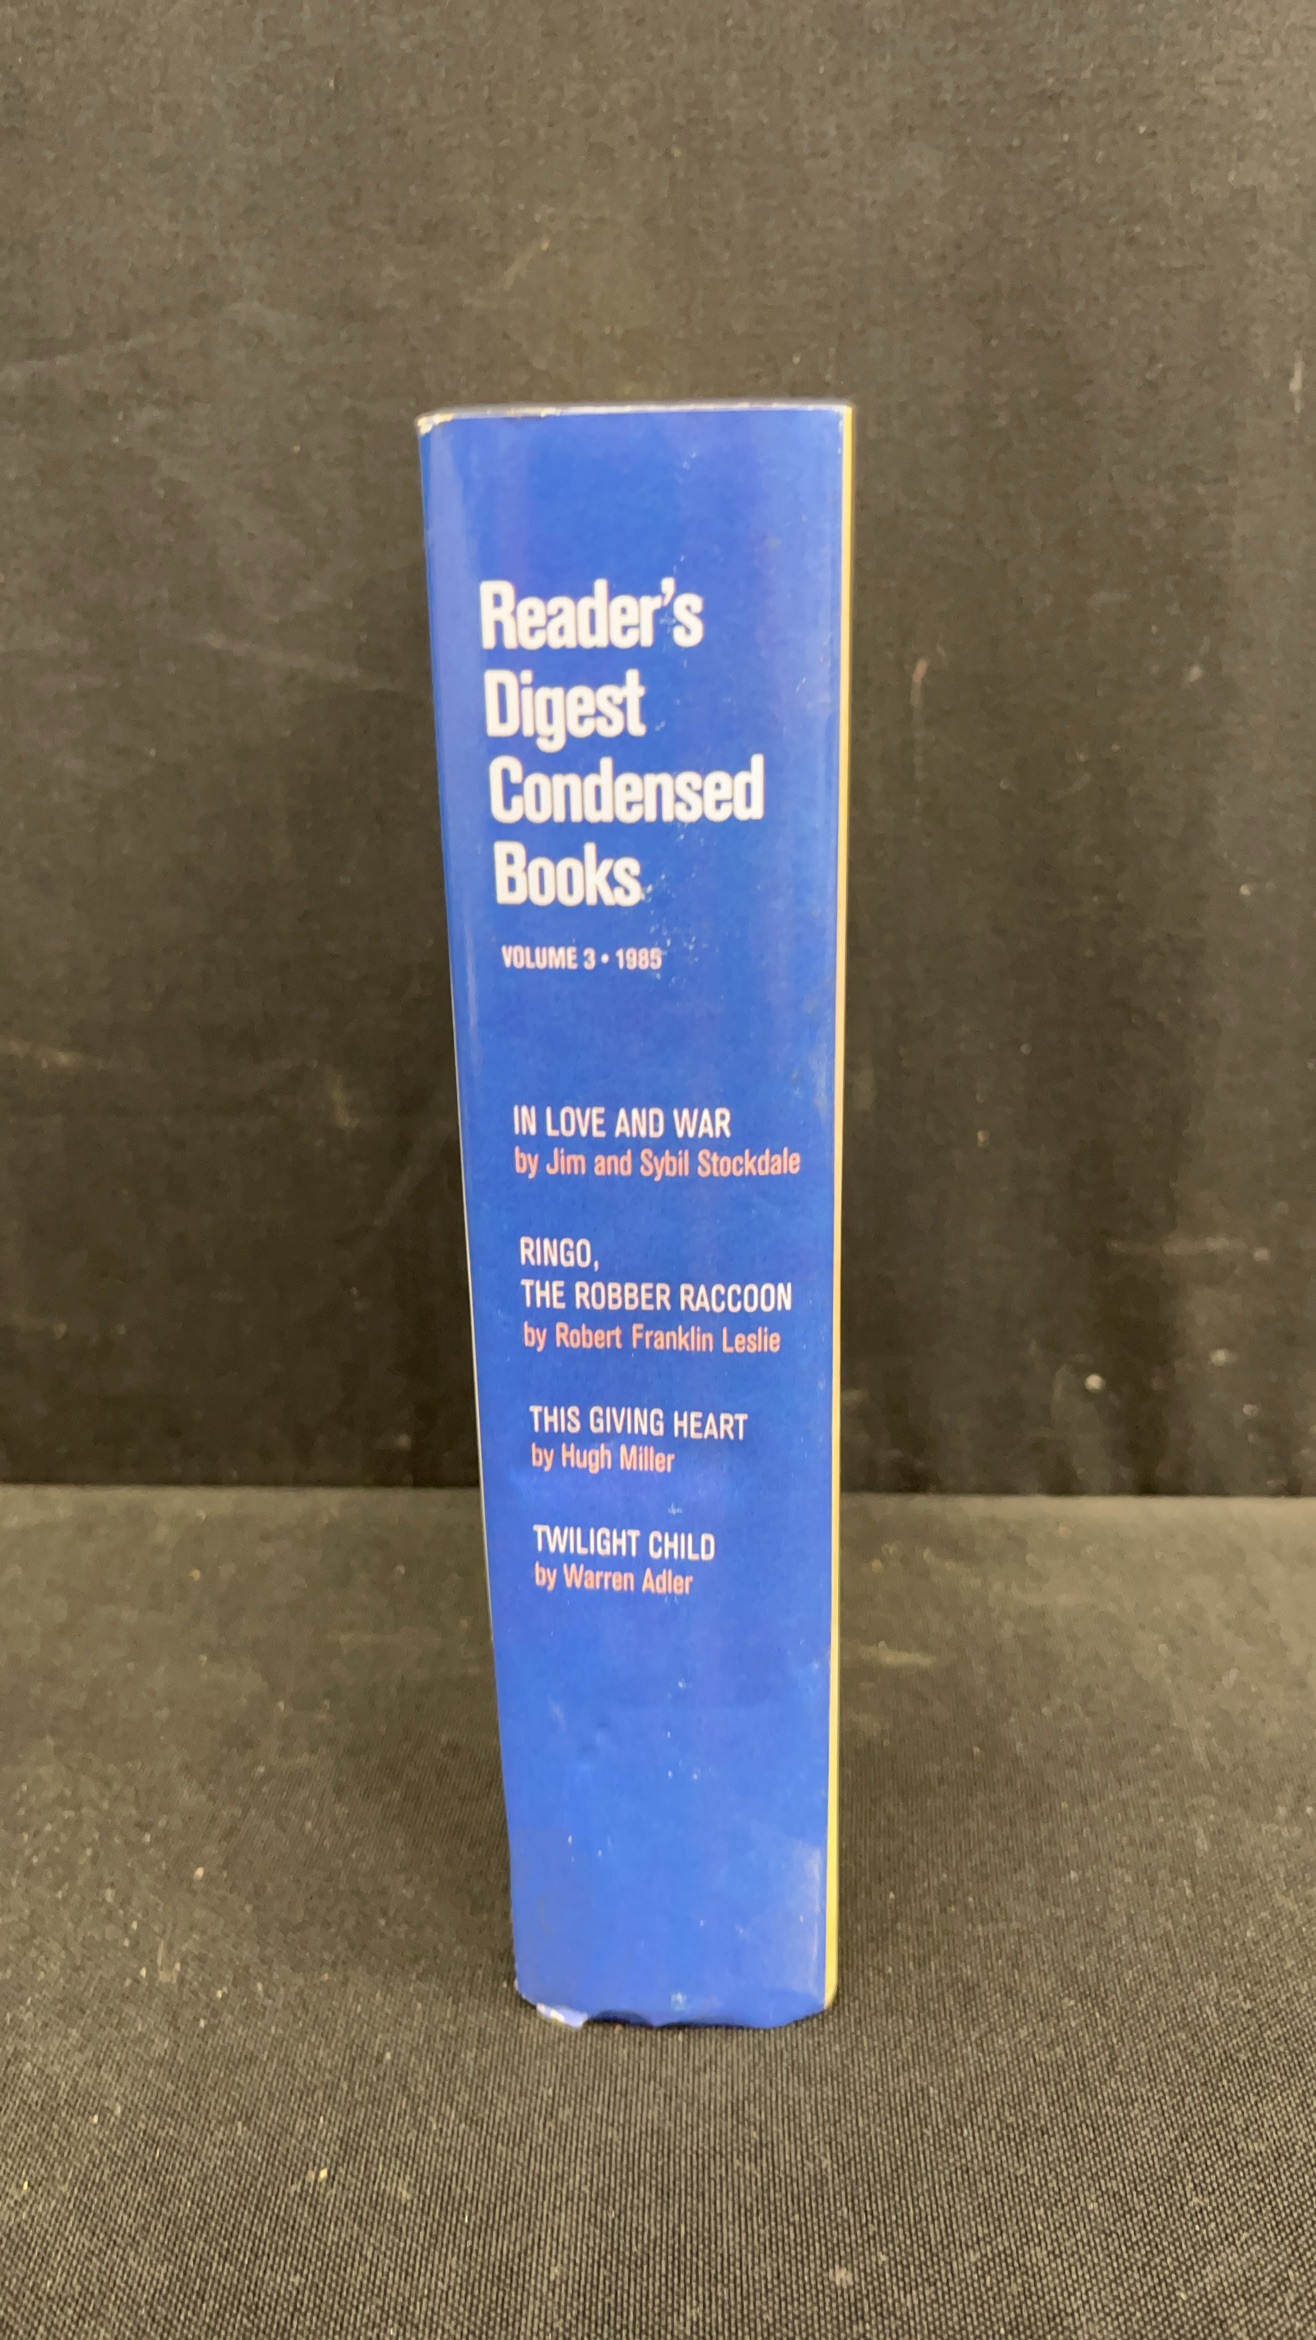 Reader's
Digest
Condensed
Books
VOLUME 3 • 1985
IN LOVE AND WAR
by Jim and Sybil Stockdale
RINGO,
THE ROBBER RACCOON
by Robert Franklin Leslie
THIS GIVING HEART
by Hugh Miller
TWILIGHT CHILD
by Warren Adler